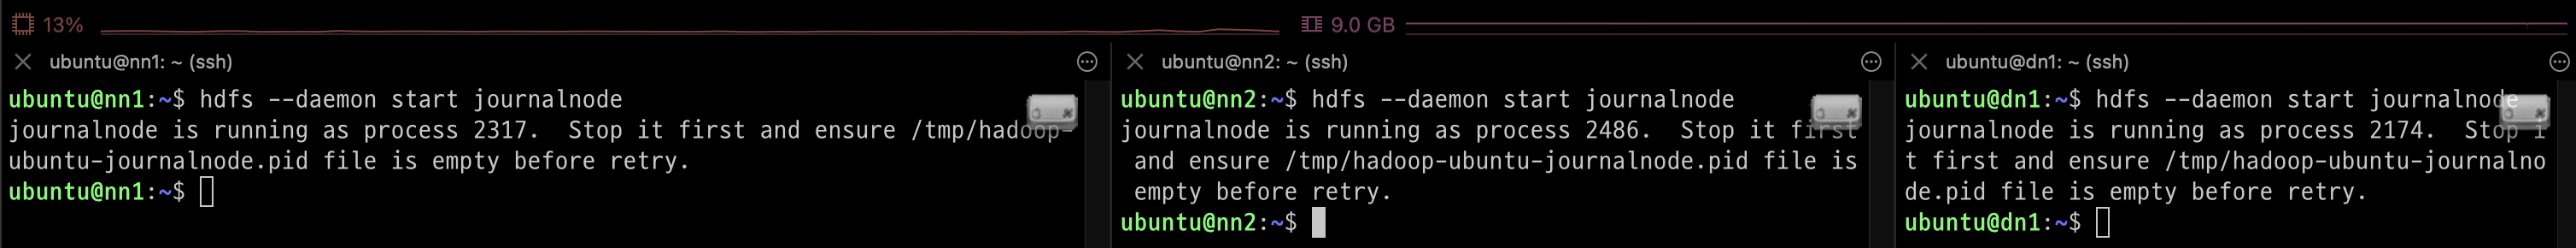 13%
9.0 GB
ubuntu@nn1: ~ (ssh)
ubuntu@nn1:~$ hdfs --daemon start journalnode
journalnode is running as process 2317.  Stop it first and ensure /tmp/hadoop-
ubuntu-journalnode.pid file is empty before retry.
ubuntu@nn1:~$
ubuntu@nn2: ~ (ssh)
ubuntu@nn2:~$ hdfs --daemon start journalnode
journalnode is running as process 2486.  Stop it first
 and ensure /tmp/hadoop-ubuntu-journalnode.pid file is
 empty before retry.
ubuntu@nn2:~$
ubuntu@dn1: ~ (ssh)
ubuntu@dn1:~$ hdfs --daemon start journalnode
journalnode is running as process 2174.  Stop i
t first and ensure /tmp/hadoop-ubuntu-journalno
de.pid file is empty before retry.
ubuntu@dn1:~$